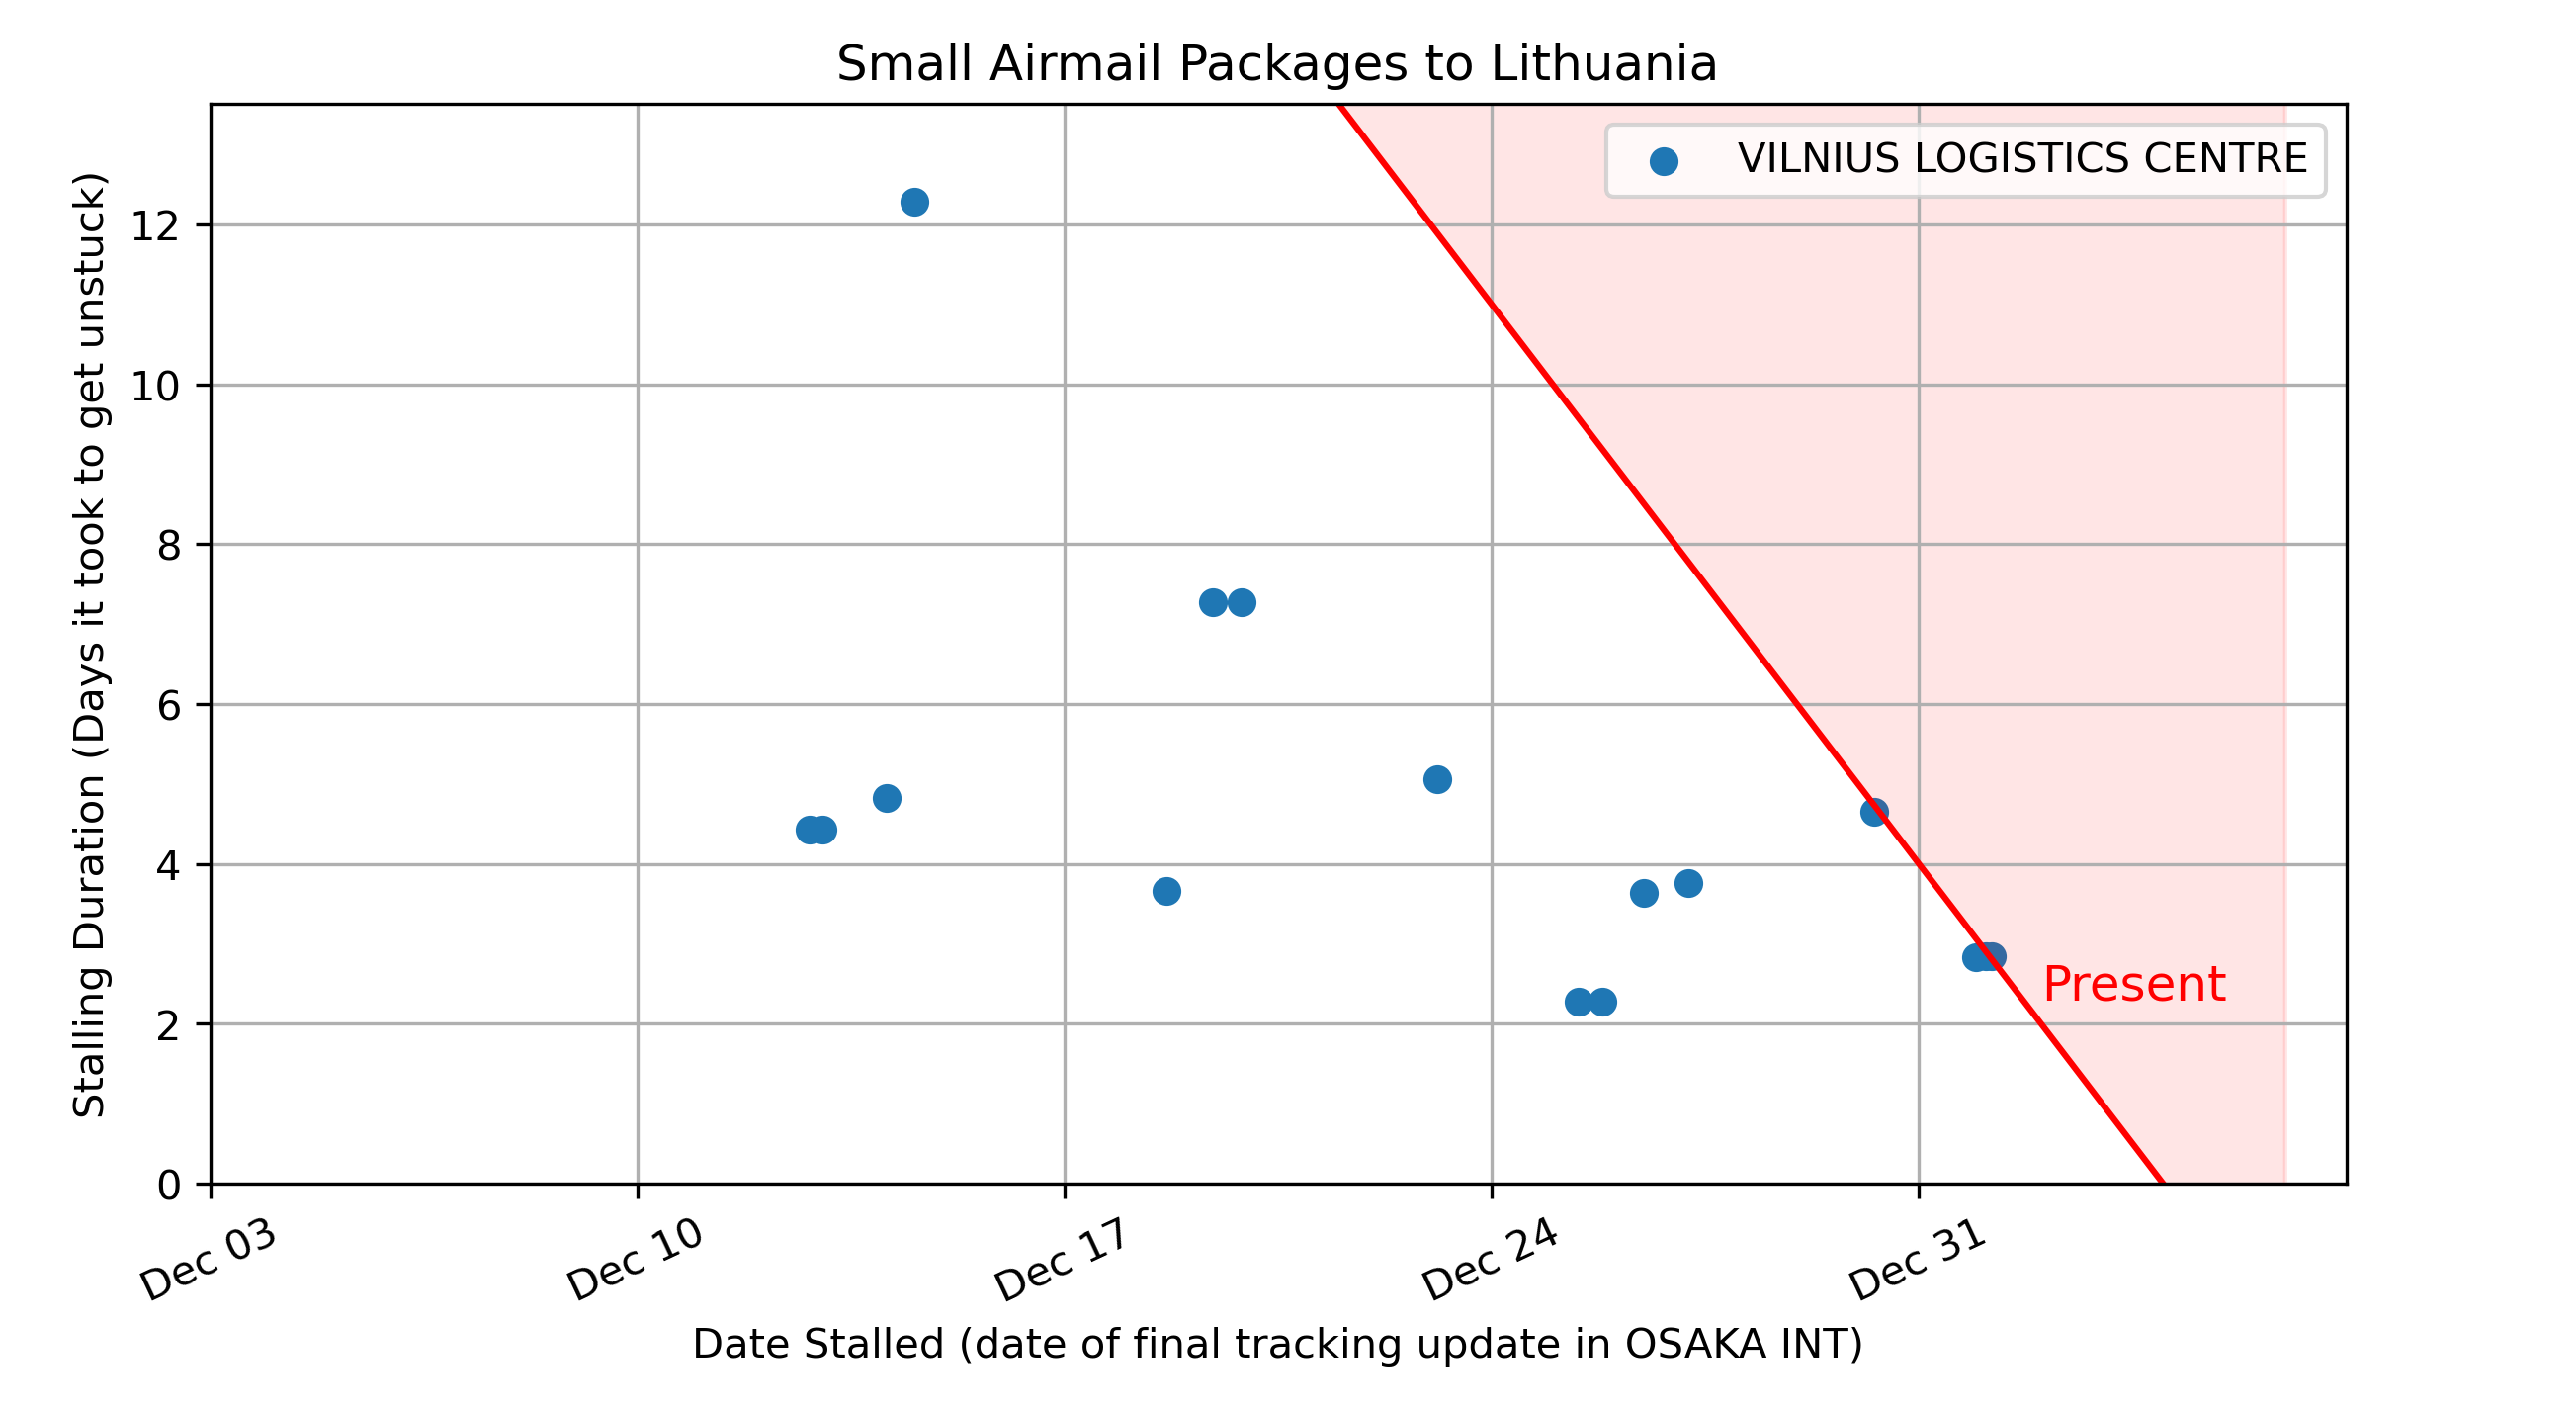 Small Airmail Packages to Lithuania
VILNIUS LOGISTICS CENTRE
Stalling Duration (Days it took to get unstuck)
12
10
8
6
4
2
0
Present
Dec 03
Dec 10
Dec 17
Dec 24
Dec 31
Date Stalled (date of final tracking update in OSAKA INT)